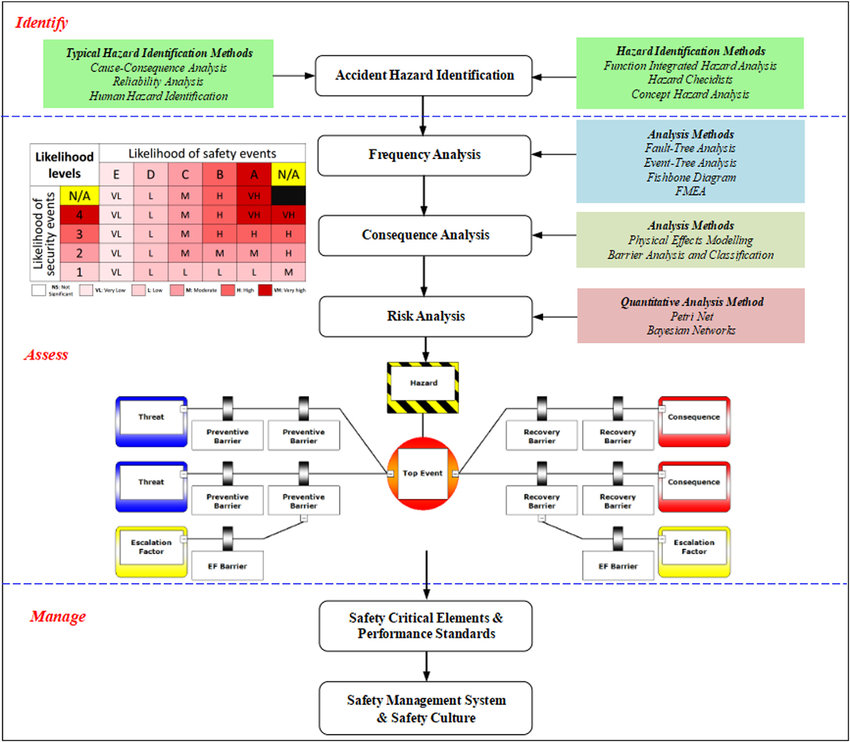 Identify
Typical Hazard Identification Methods
Cause-Consequence Analysis
Reliability Analysis
Human Hazard Identification
Accident Hazard Identification
Hazard Identification Methods
Function Integrated Hazard Analysis
Hazard Checidists
Concept Hazard Analysis
Likelihood levels
Likelihood of safety events
E D C B A N/A
Likelihood of security events
N/A VL L M H VH
4 VL L M H VH VH
3 VL L M H H H
2 VL L M M M H
1 VL L L L L M
NS: Not Significant
VL: Very Low
L: Low
M: Moderate
H: High
VH: Very high
Frequency Analysis
Analysis Methods
Fault-Tree Analysis
Event-Tree Analysis
Fishbone Diagram
FMEA
Consequence Analysis
Analysis Methods
Physical Effects Modelling
Barrier Analysis and Classification
Risk Analysis
Quantitative Analysis Method
Petri Net
Bayesian Networks
Assess
Hazard
Threat
Preventive Barrier
Preventive Barrier
Recovery Barrier
Recovery Barrier
Consequence
Top Event
Threat
Preventive Barrier
Preventive Barrier
Recovery Barrier
Recovery Barrier
Consequence
Escalation Factor
EF Barrier
EF Barrier
Escalation Factor
Manage
Safety Critical Elements &
Performance Standards
Safety Management System
& Safety Culture